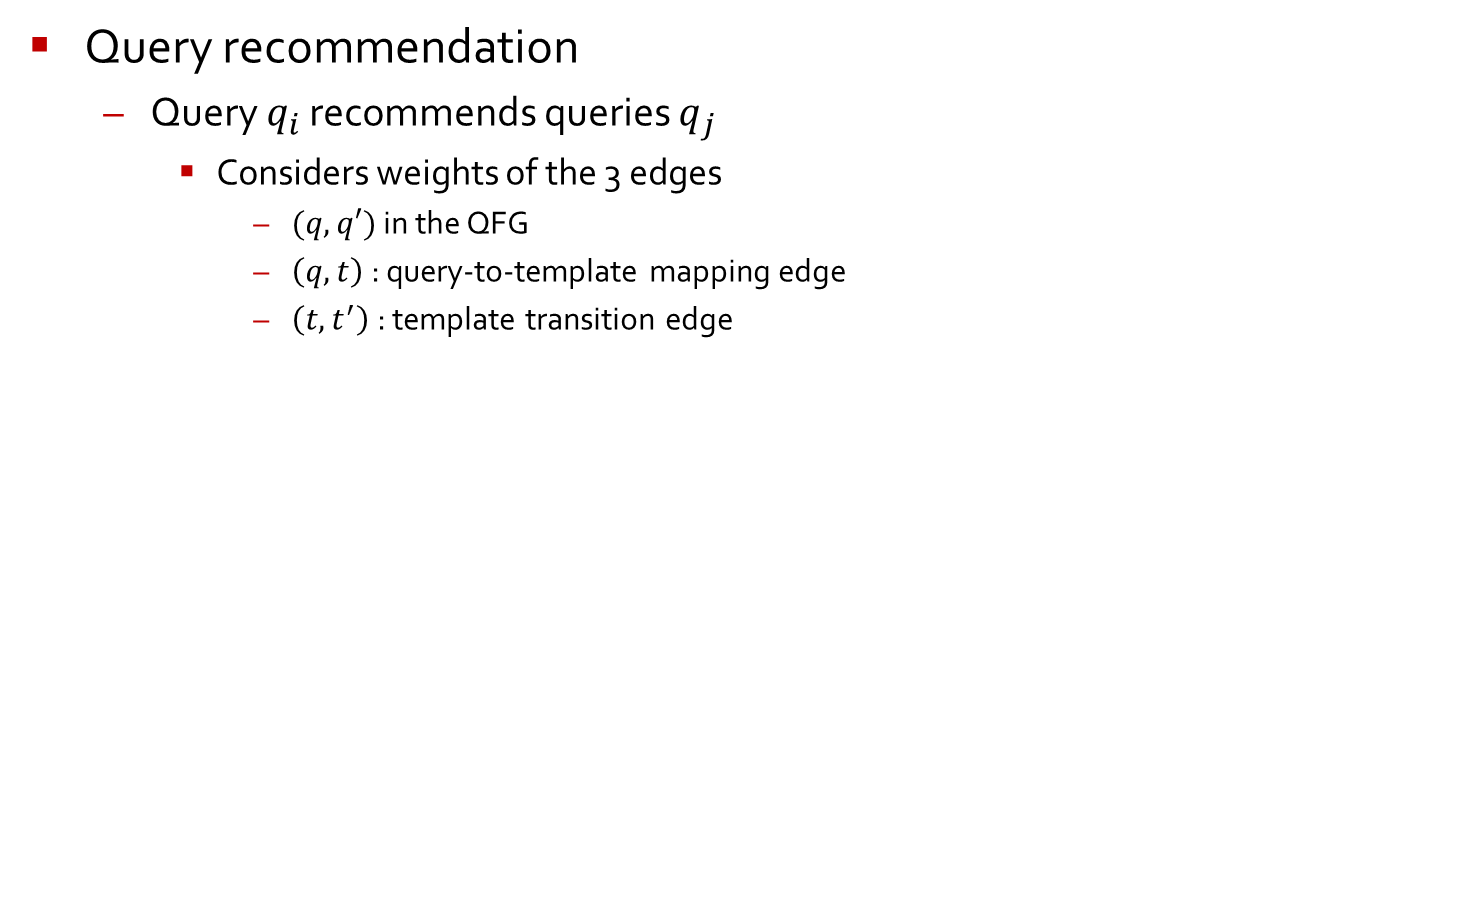 ▪ Query recommendation
– Query qᵢ recommends queries qⱼ
▪ Considers weights of the 3 edges
– (q, q′) in the QFG
– (q, t) : query-to-template mapping edge
– (t, t′) : template transition edge